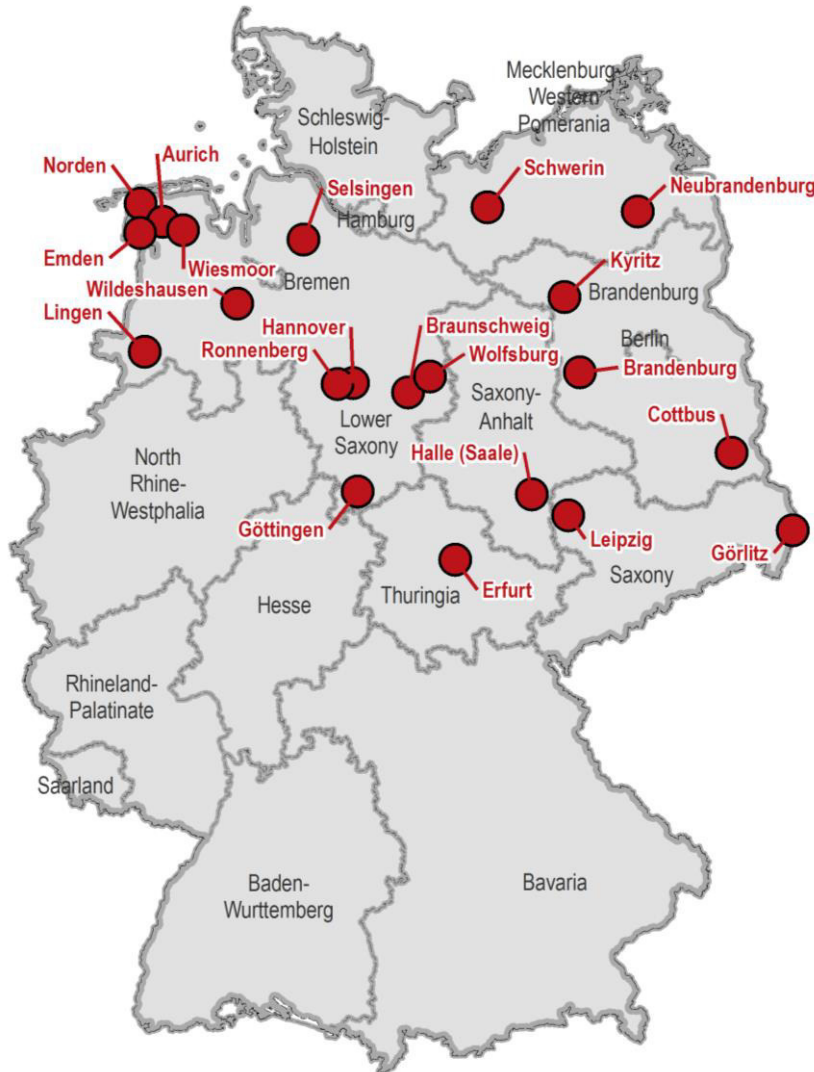 Mecklenburg-
Western
Pomerania
Schleswig-
Holstein
Norden
Aurich
Schwerin
Selsingen
Neubrandenburg
Hamburg
Emden
Wiesmoor
Bremen
Kyritz
Wildeshausen
Brandenburg
Lingen
Hannover
Braunschweig
Berlin
Ronnenberg
Wolfsburg
Brandenburg
Saxony-
Anhalt
Lower
Saxony
Cottbus
North
Rhine-
Westphalia
Halle (Saale)
Göttingen
Leipzig
Görlitz
Saxony
Erfurt
Thuringia
Hesse
Rhineland-
Palatinate
Saarland
Baden-
Wurttemberg
Bavaria